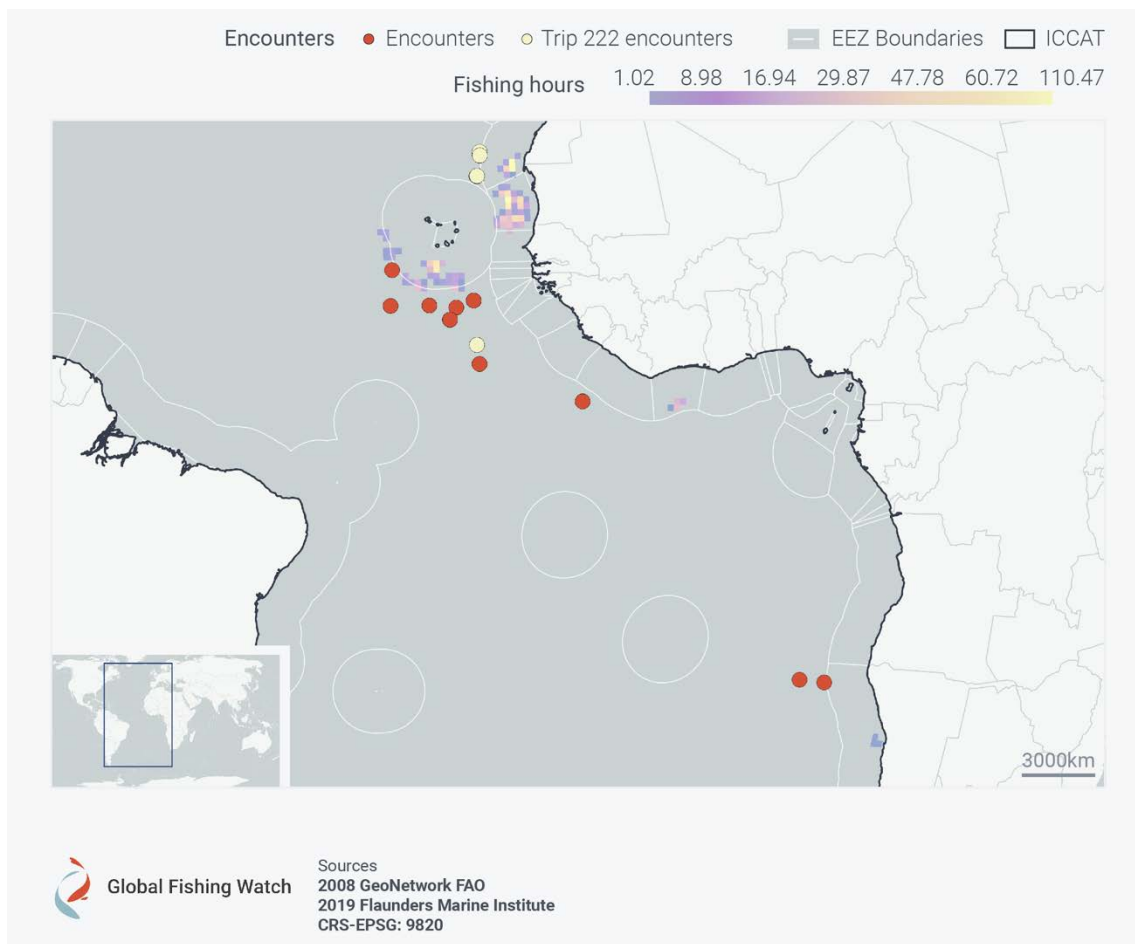 Encounters Encounters Trip 222 encounters EEZ Boundaries ICCAT
Fishing hours 1.02 8.98 16.94 29.87 47.78 60.72 110.47
3000km
Global Fishing Watch
Sources
2008 GeoNetwork FAO
2019 Flaunders Marine Institute
CRS-EPSG: 9820